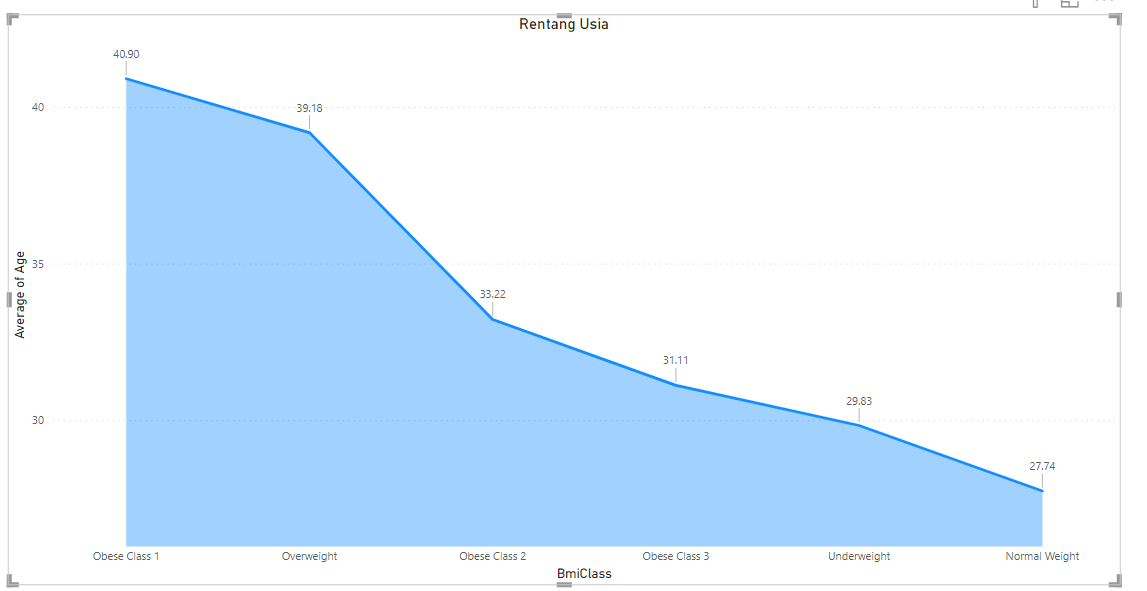 Rentang Usia
40.90
39.18
33.22
31.11
29.83
27.74
40
35
30
Average of Age
Obese Class 1
Overweight
Obese Class 2
Obese Class 3
Underweight
Normal Weight
BmiClass